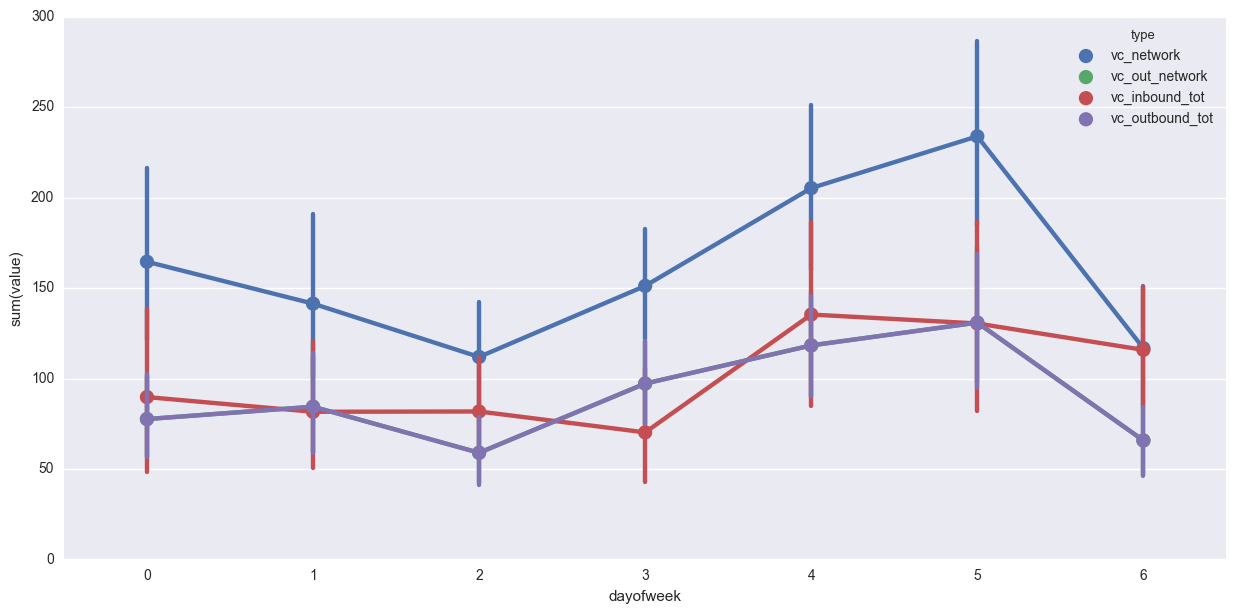 300
250
200
150
100
50
0
sum(value)
type
vc_network
vc_out_network
vc_inbound_tot
vc_outbound_tot
0 1 2 3 4 5 6
dayofweek